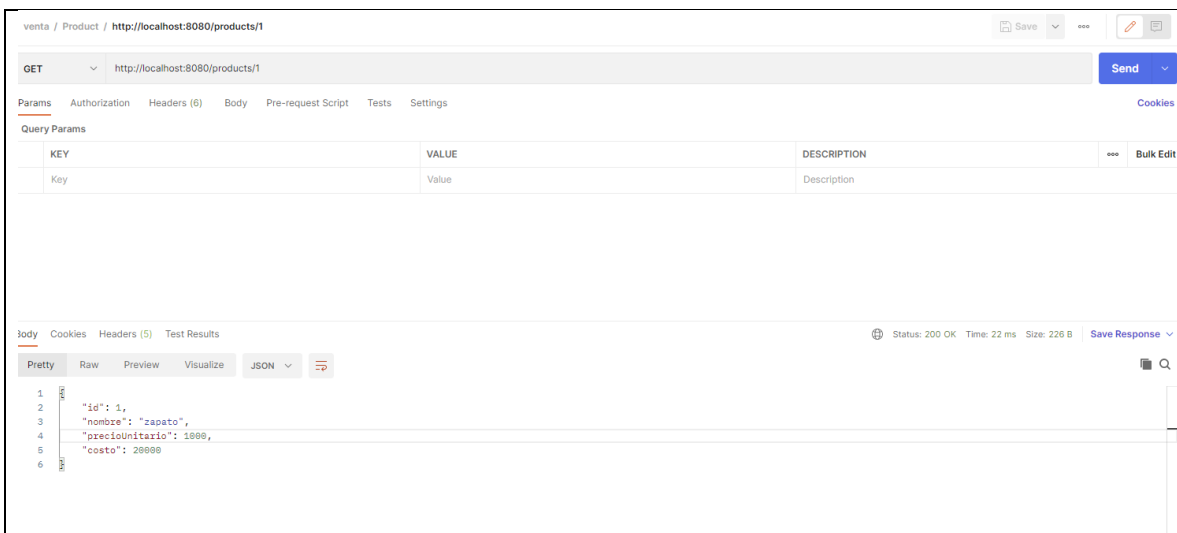 venta / Product / http://localhost:8080/products/1
Save
GET http://localhost:8080/products/1 Send
Params Authorization Headers (6) Body Pre-request Script Tests Settings Cookies
Query Params
KEY VALUE DESCRIPTION Bulk Edit
Key Value Description
Body Cookies Headers (5) Test Results Status: 200 OK Time: 22 ms Size: 226 B Save Response
Pretty Raw Preview Visualize JSON
1 {
2 "id": 1,
3 "nombre": "zapato",
4 "precioUnitario": 1000,
5 "costo": 20000
6 }